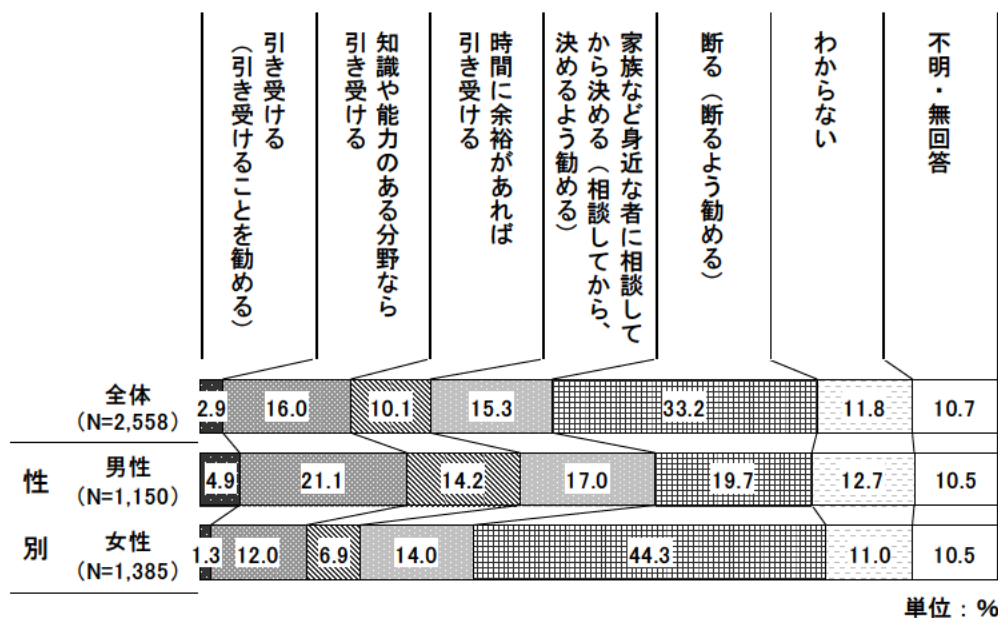 引き受ける
（引き受けることを勧める）
知識や能力のある分野なら
引き受ける
時間に余裕があれば
引き受ける
家族など身近な者に相談して
から決める（相談してから、
決めるよう勧める）
断る（断るよう勧める）
わからない
不明・無回答
全体
（N=2,558）
2.9 16.0 10.1 15.3 33.2 11.8 10.7
性別
男性
（N=1,150）
4.9 21.1 14.2 17.0 19.7 12.7 10.5
女性
（N=1,385）
1.3 12.0 6.9 14.0 44.3 11.0 10.5
単位：％